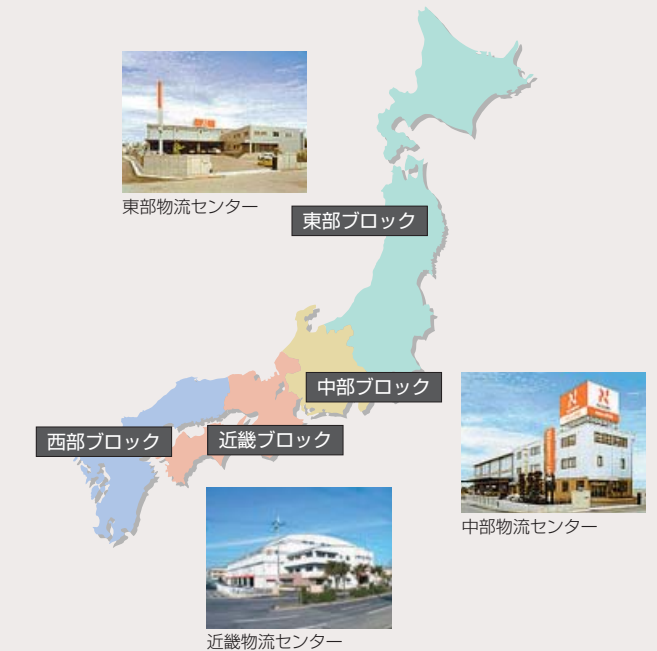 東部物流センター
東部ブロック
中部ブロック
西部ブロック
近畿ブロック
中部物流センター
近畿物流センター